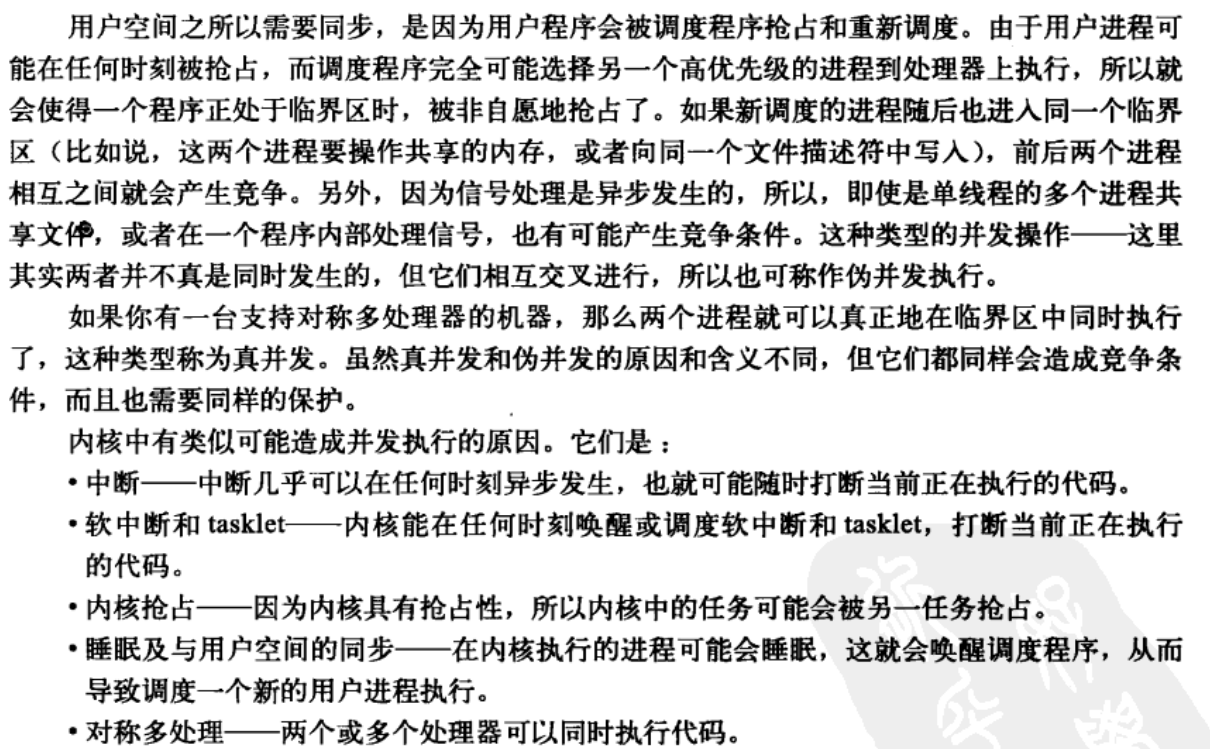 用户空间之所以需要同步，是因为用户程序会被调度程序抢占和重新调度。由于用户进程可
能在任何时刻被抢占，而调度程序完全可能选择另一个高优先级的进程到处理器上执行，所以就
会使得一个程序正处于临界区时，被非自愿地抢占了。如果新调度的进程随后也进入同一个临界
区（比如说，这两个进程要操作共享的内存，或者向同一个文件描述符中写入），前后两个进程
相互之间就会产生竞争。另外，因为信号处理是异步发生的，所以，即使是单线程的多个进程共
享文件，或者在一个程序内部处理信号，也有可能产生竞争条件。这种类型的并发操作——这里
其实两者并不真是同时发生的，但它们相互交叉进行，所以也可称作伪并发执行。
如果你有一台支持对称多处理器的机器，那么两个进程就可以真正地在临界区中同时执行
了，这种类型称为真并发。虽然真并发和伪并发的原因和含义不同，但它们都同样会造成竞争条
件，而且也需要同样的保护。
内核中有类似可能造成并发执行的原因。它们是：
•中断——中断几乎可以在任何时刻异步发生，也就可能随时打断当前正在执行的代码。
•软中断和 tasklet——内核能在任何时刻唤醒或调度软中断和 tasklet，打断当前正在执行
的代码。
•内核抢占——因为内核具有抢占性，所以内核中的任务可能会被另一任务抢占。
•睡眠及与用户空间的同步——在内核执行的进程可能会睡眠，这就会唤醒调度程序，从而
导致调度一个新的用户进程执行。
•对称多处理——两个或多个处理器可以同时执行代码。